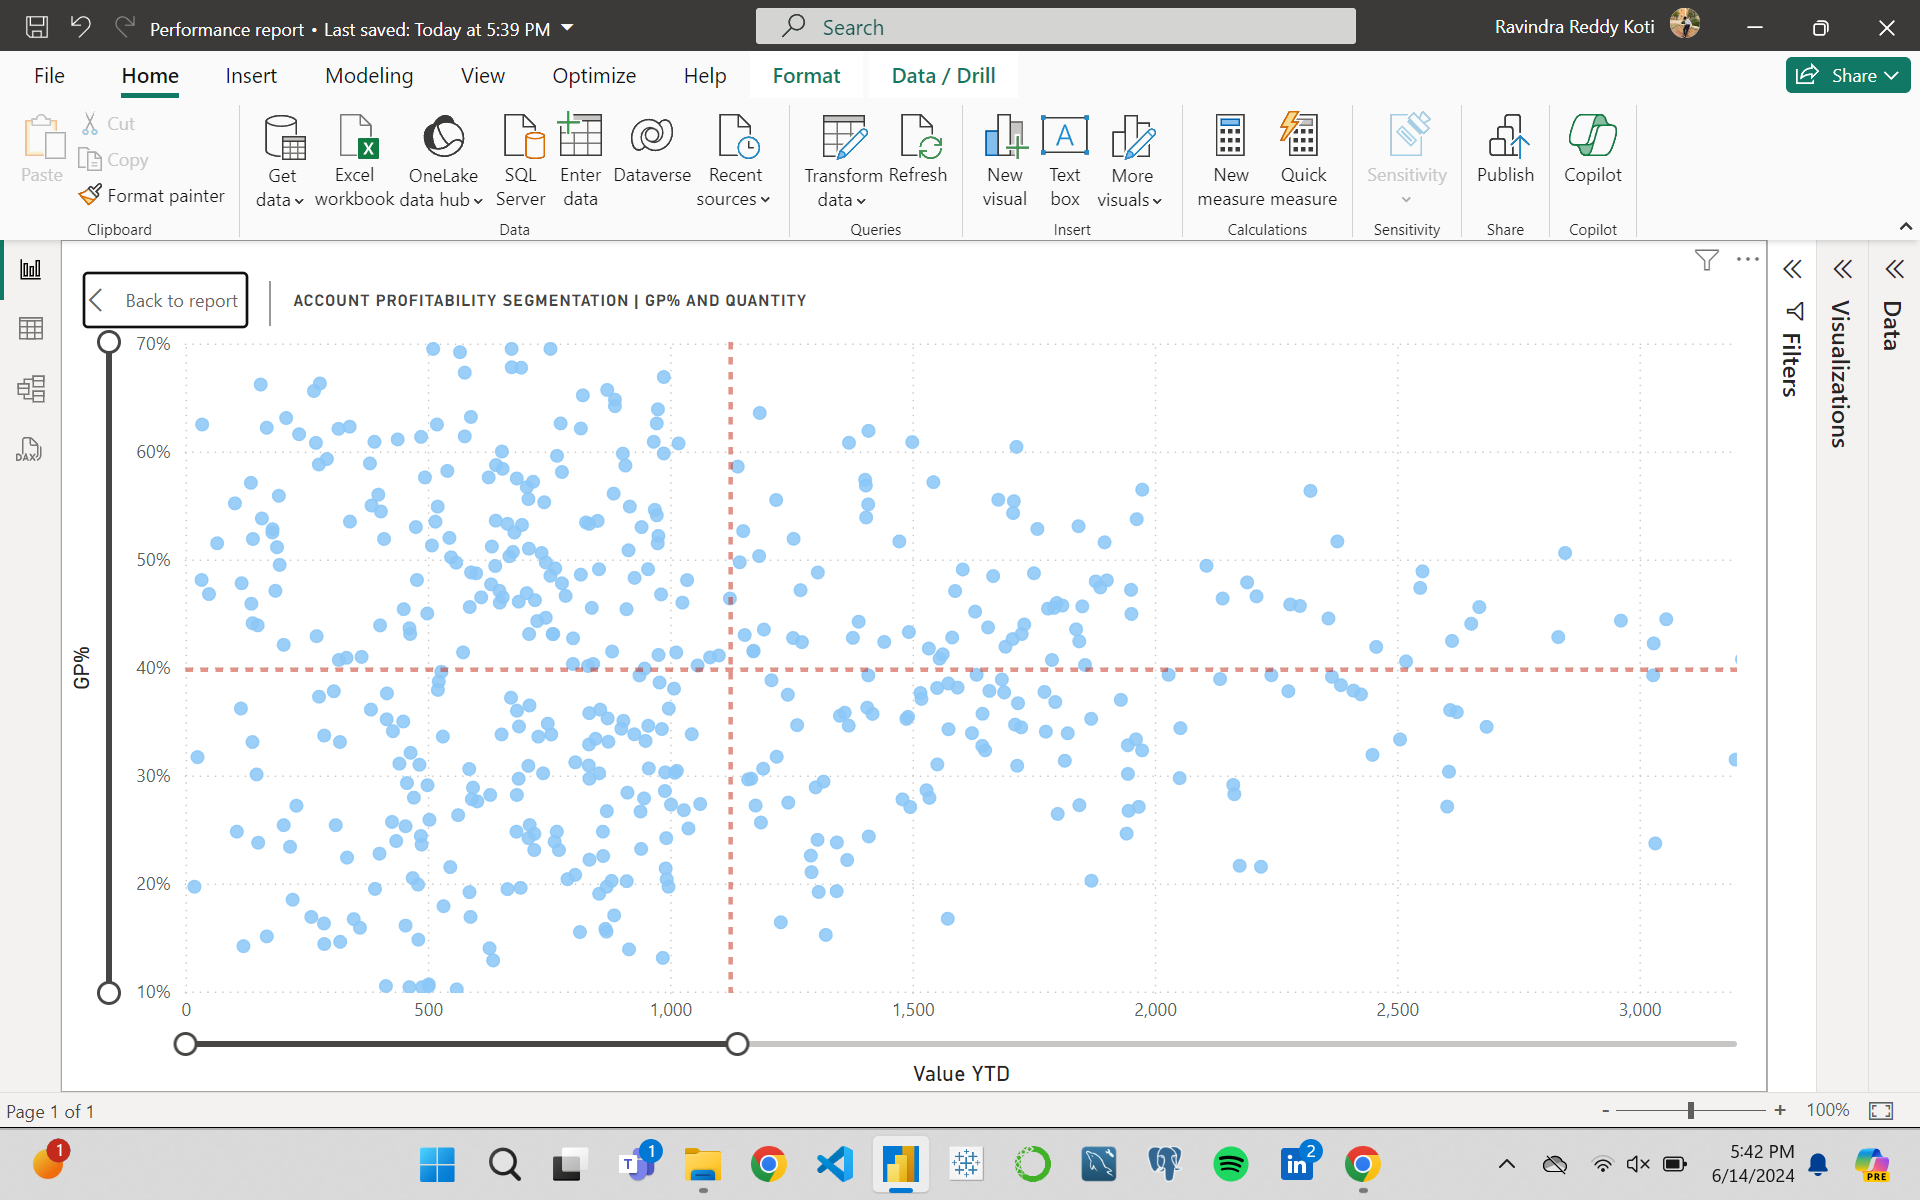 Performance report • Last saved: Today at 5:39 PM
Search
Ravindra Reddy Koti
File Home Insert Modeling View Optimize Help Format Data / Drill
Share
Paste
Cut
Copy
Format painter
Clipboard
Get data
Excel workbook
OneLake data hub
SQL Server
Enter data
Dataverse
Recent sources
Data
Transform data
Refresh
Queries
New visual
Text box
More visuals
Insert
New measure
Quick measure
Calculations
Sensitivity
Sensitivity
Publish
Share
Copilot
Copilot
DAX
Back to report
ACCOUNT PROFITABILITY SEGMENTATION | GP% AND QUANTITY
70%
60%
50%
40%
30%
20%
10%
GP%
0 500 1,000 1,500 2,000 2,500 3,000
Value YTD
Filters
Visualizations
Data
Page 1 of 1
- + 100%
1
1
2
5:42 PM
6/14/2024
PRE